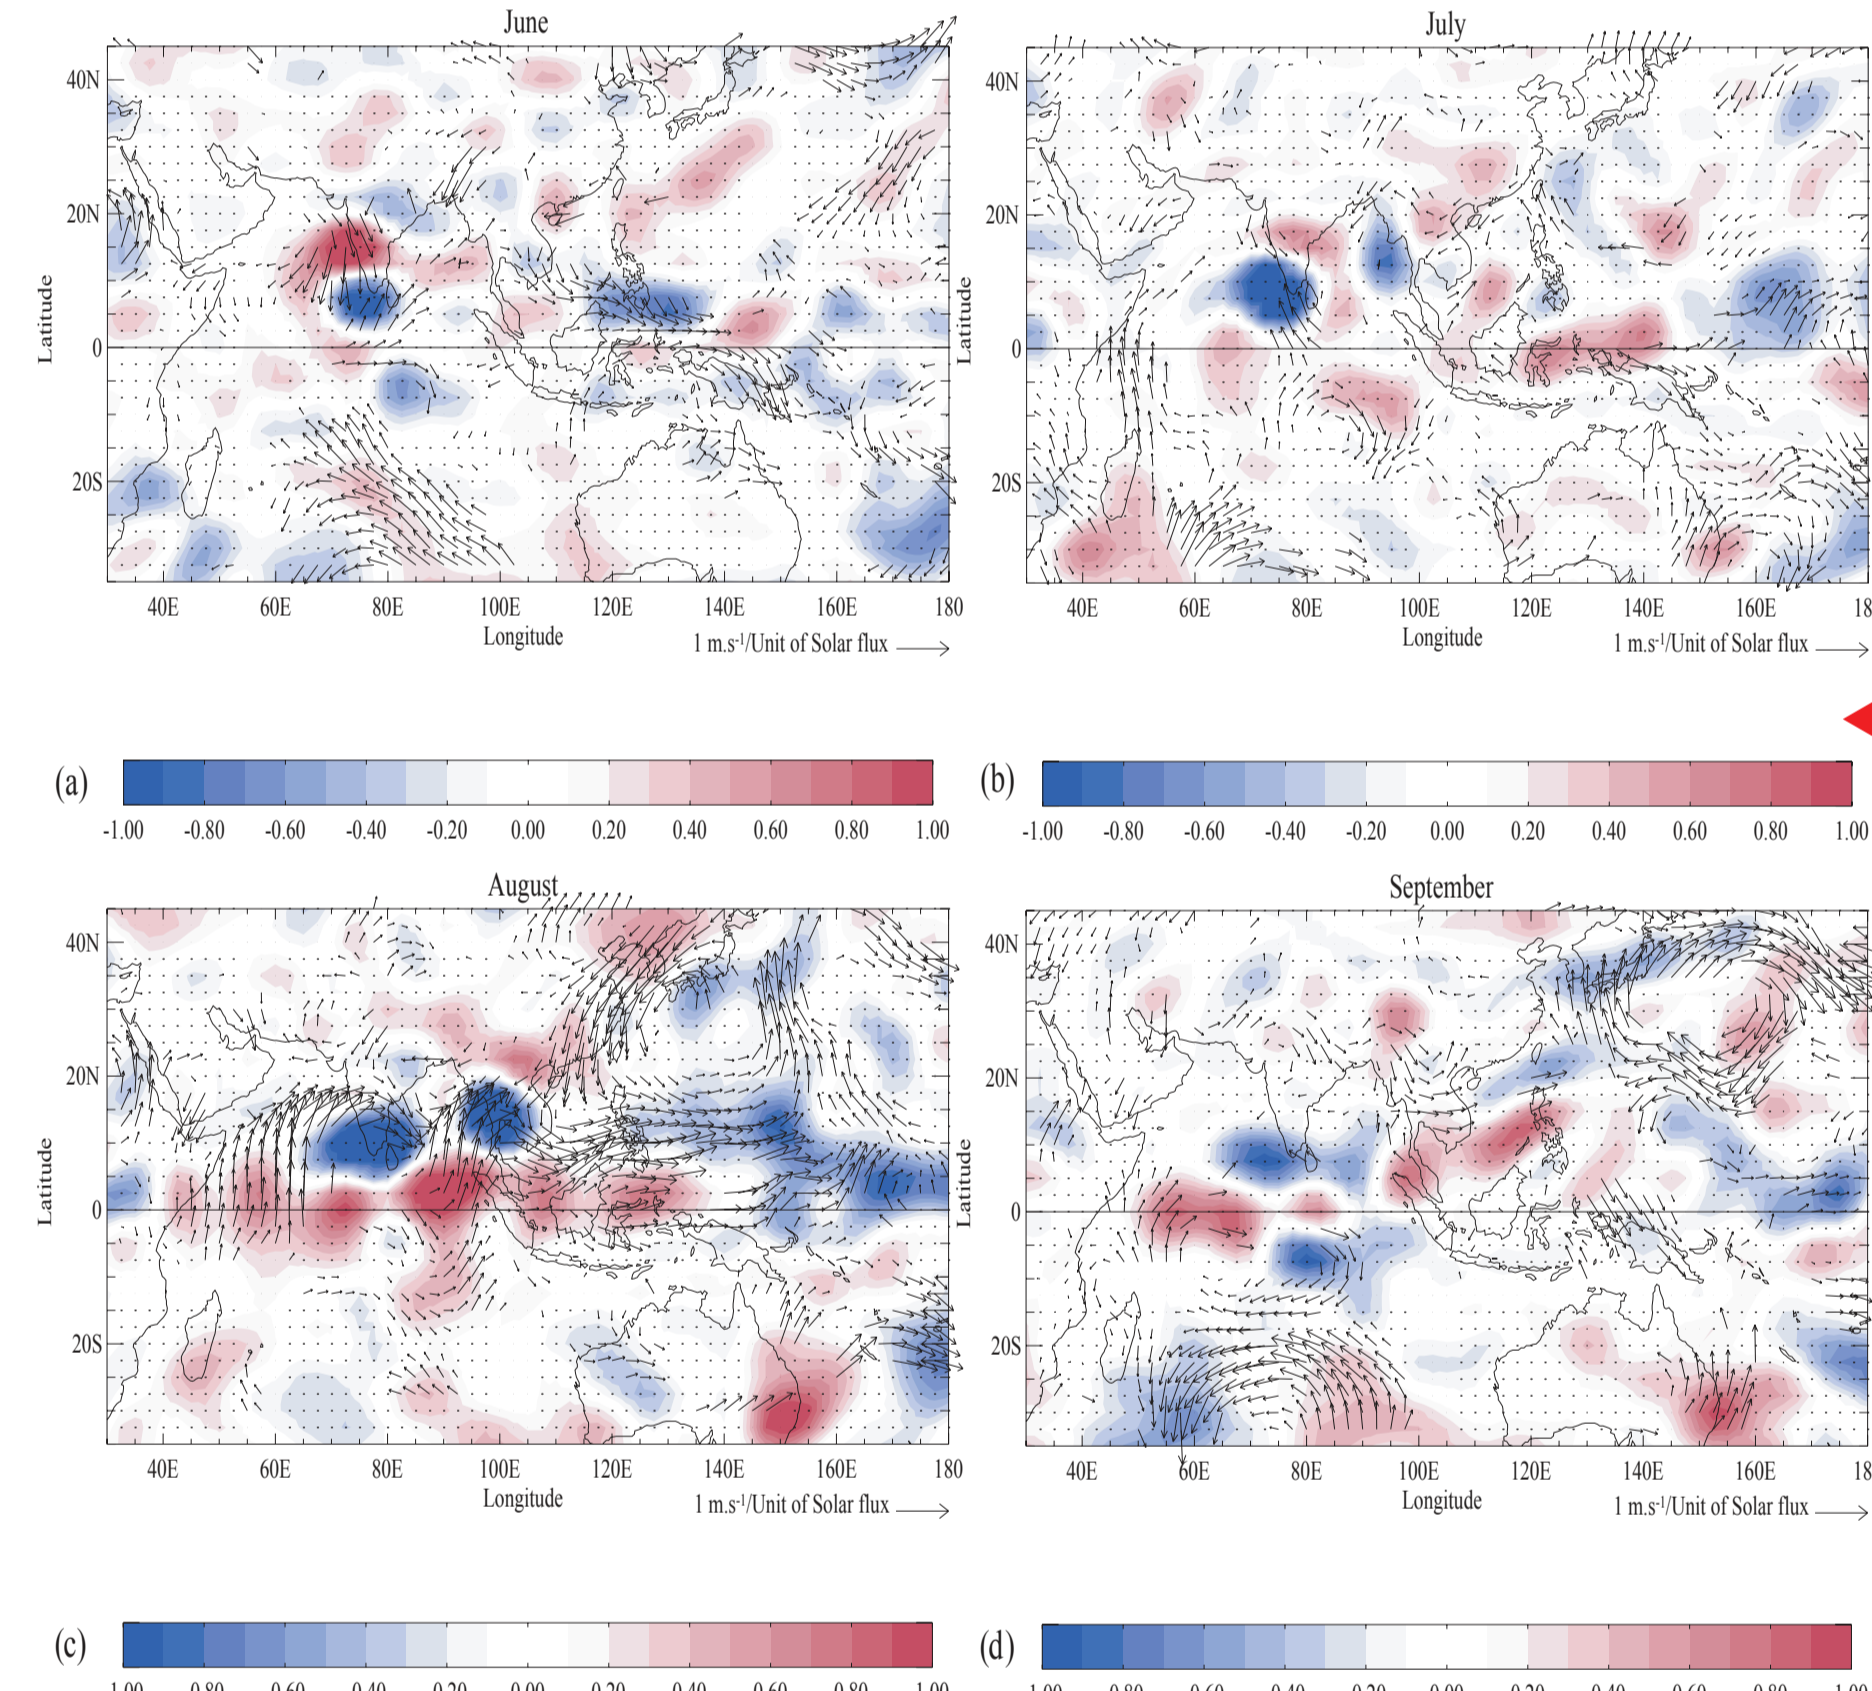 June
July
40N
20N
0
20S
Latitude
40E 60E 80E 100E 120E 140E 160E 180
Longitude
1 m.s⁻¹/Unit of Solar flux
40N
20N
0
20S
Latitude
40E 60E 80E 100E 120E 140E 160E 18
Longitude
1 m.s⁻¹/Unit of Solar flux
(a)
-1.00 -0.80 -0.60 -0.40 -0.20 0.00 0.20 0.40 0.60 0.80 1.00
(b)
-1.00 -0.80 -0.60 -0.40 -0.20 0.00 0.20 0.40 0.60 0.80 1.00
August
September
40N
20N
0
20S
Latitude
40E 60E 80E 100E 120E 140E 160E 180
Longitude
1 m.s⁻¹/Unit of Solar flux
40N
20N
0
20S
Latitude
40E 60E 80E 100E 120E 140E 160E 18
Longitude
1 m.s⁻¹/Unit of Solar flux
(c)
(d)